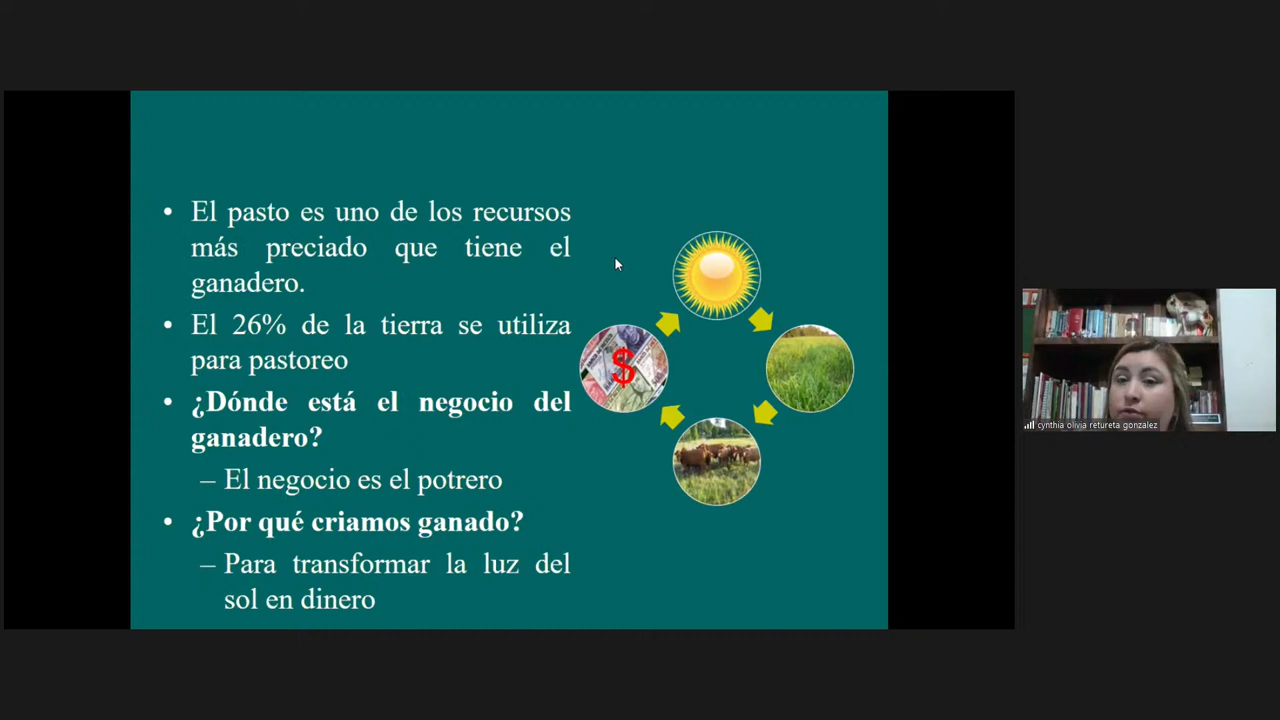 • El pasto es uno de los recursos
más preciado que tiene el
ganadero.
• El 26% de la tierra se utiliza
para pastoreo
• ¿Dónde está el negocio del
ganadero?
– El negocio es el potrero
• ¿Por qué criamos ganado?
– Para transformar la luz del
sol en dinero
$
cynthia olivia retureta gonzalez